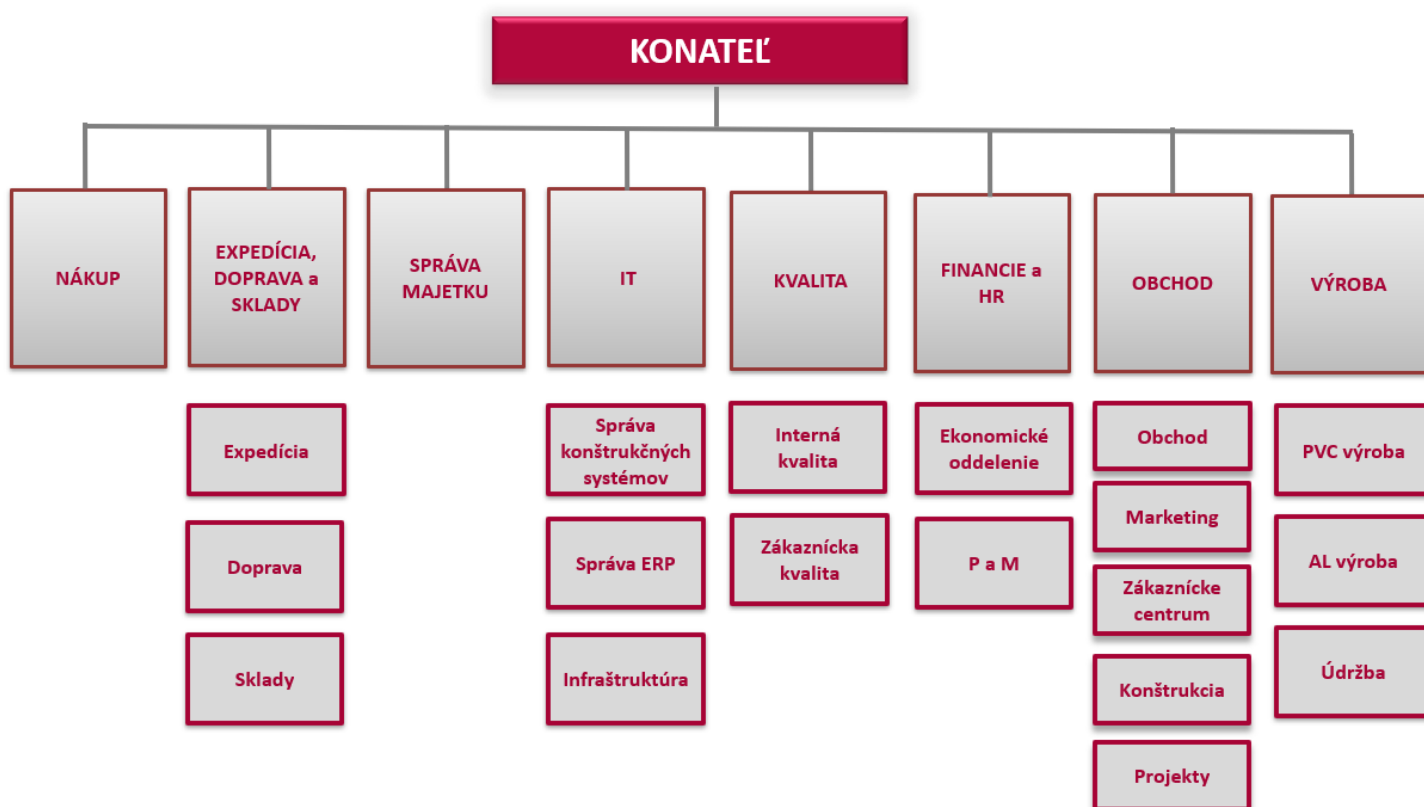 KONATEĽ
NÁKUP
EXPEDÍCIA,
DOPRAVA a
SKLADY
SPRÁVA
MAJETKU
IT
KVALITA
FINANCIE a
HR
OBCHOD
VÝROBA
Expedícia
Doprava
Sklady
Správa
konštrukčných
systémov
Správa ERP
Infraštruktúra
Interná
kvalita
Zákaznícka
kvalita
Ekonomické
oddelenie
P a M
Obchod
Marketing
Zákaznícke
centrum
Konštrukcia
Projekty
PVC výroba
AL výroba
Údržba